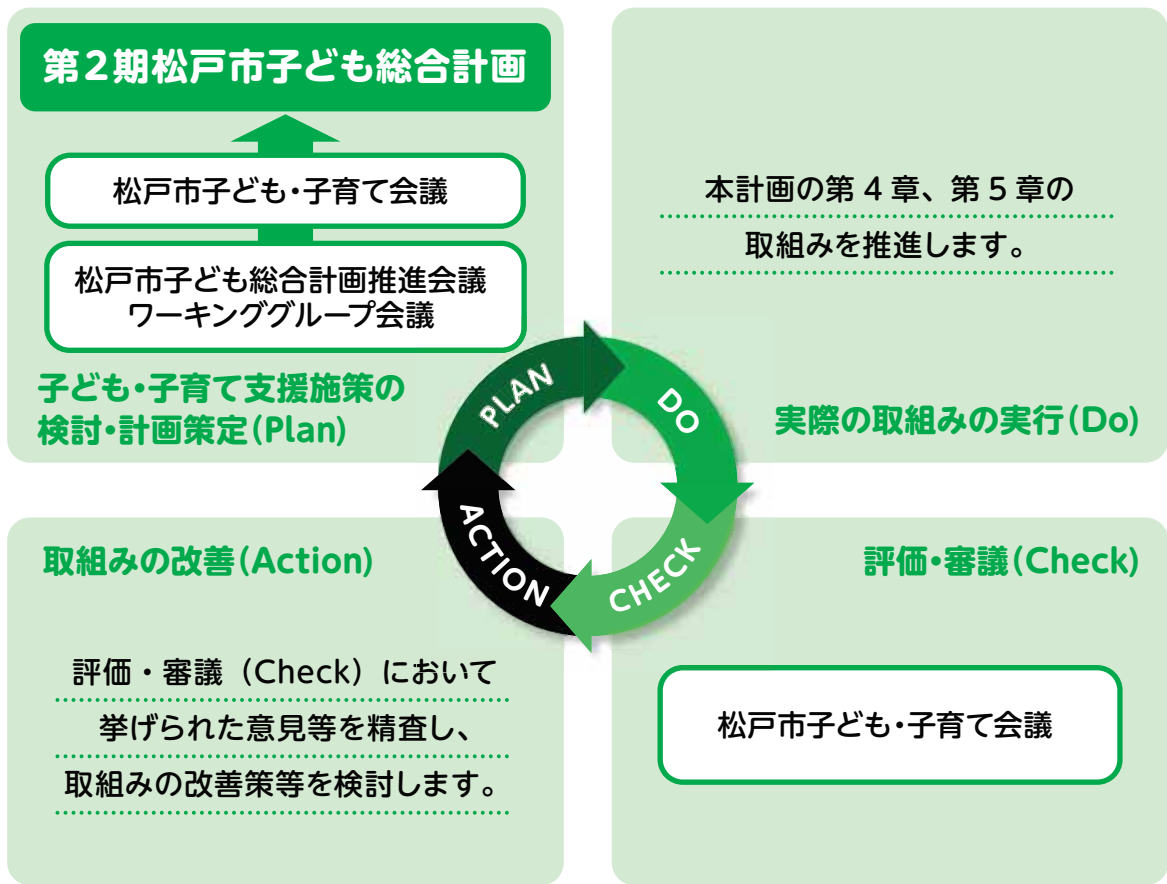 第2期松戸市子ども総合計画
松戸市子ども・子育て会議
松戸市子ども総合計画推進会議
ワーキンググループ会議
子ども・子育て支援施策の
検討・計画策定(Plan)
本計画の第4章、第5章の
取組みを推進します。
実際の取組みの実行(Do)
PLAN
DO
CHECK
ACTION
取組みの改善(Action)
評価・審議（Check）において
挙げられた意見等を精査し、
取組みの改善策等を検討します。
評価・審議(Check)
松戸市子ども・子育て会議